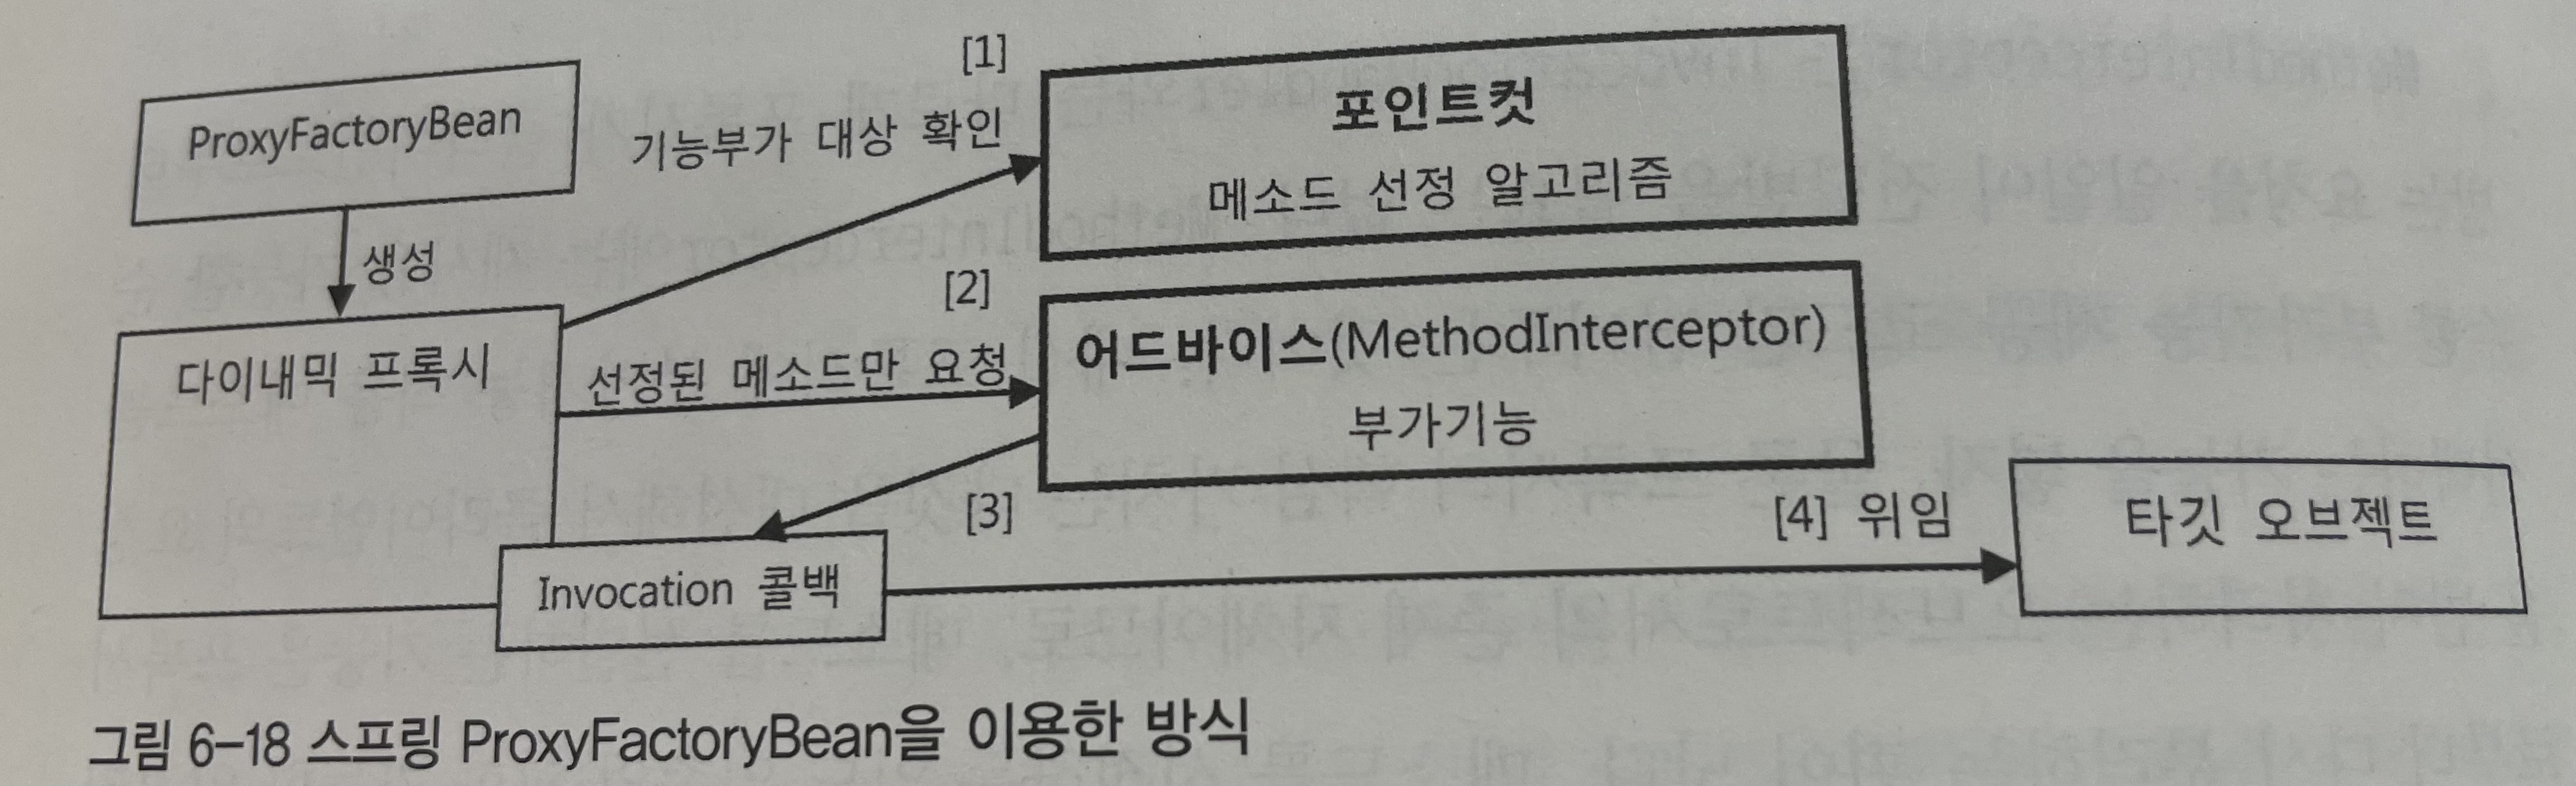 ProxyFactoryBean
생성
다이내믹 프록시
[1]
기능부가 대상 확인
포인트컷
메소드 선정 알고리즘
[2]
선정된 메소드만 요청
어드바이스(MethodInterceptor)
부가기능
[3]
Invocation 콜백
[4] 위임
타깃 오브젝트
그림 6-18 스프링 ProxyFactoryBean을 이용한 방식